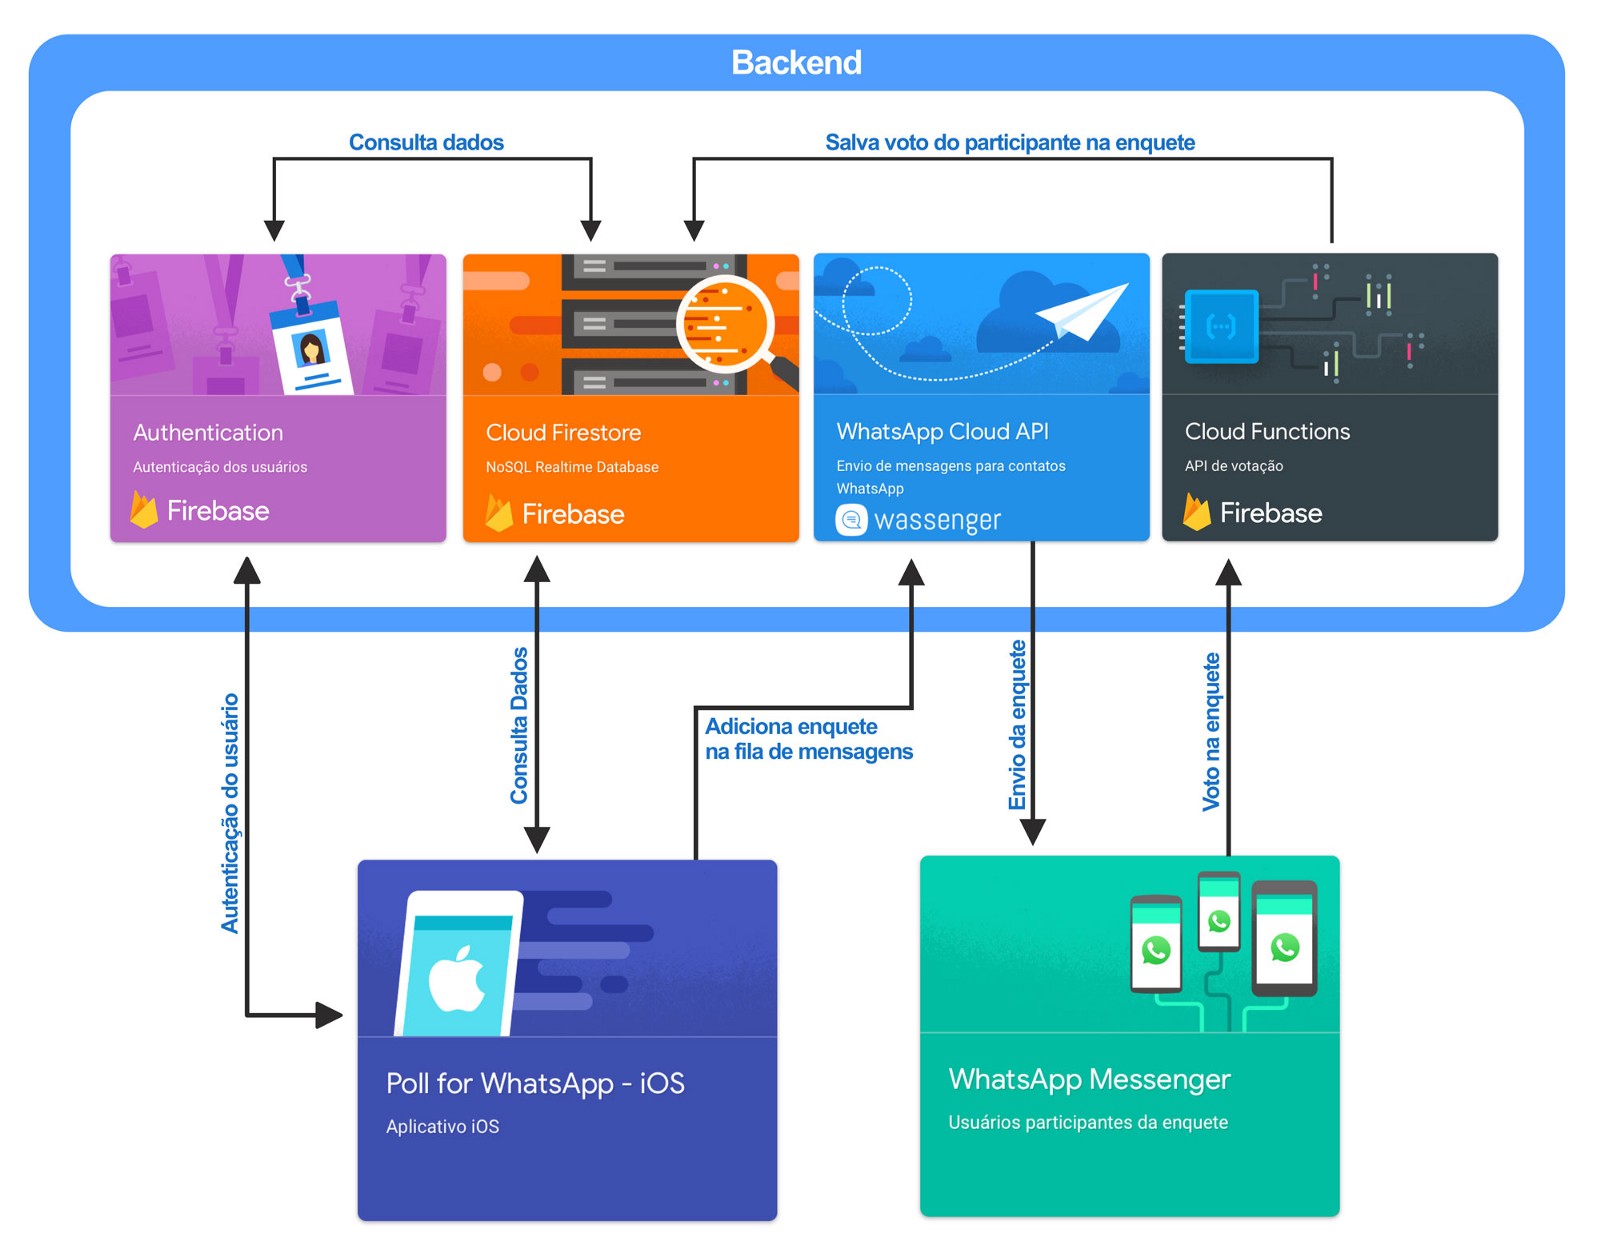 Backend
Consulta dados
Salva voto do participante na enquete
Authentication
Autenticação dos usuários
Firebase
Cloud Firestore
NoSQL Realtime Database
Firebase
WhatsApp Cloud API
Envio de mensagens para contatos
WhatsApp
wassenger
Cloud Functions
API de votação
Firebase
Autenticação do usuário
Consulta Dados
Adiciona enquete
na fila de mensagens
Envio da enquete
Voto na enquete
Poll for WhatsApp - iOS
Aplicativo iOS
WhatsApp Messenger
Usuários participantes da enquete